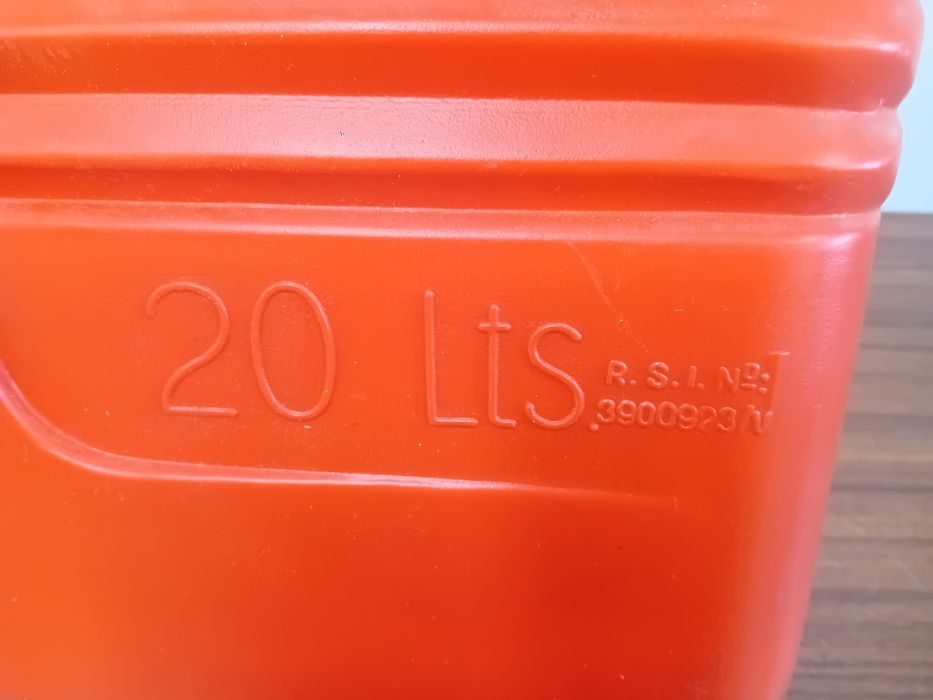 20 Lts.
R. S. I. Nº:
3900923/V